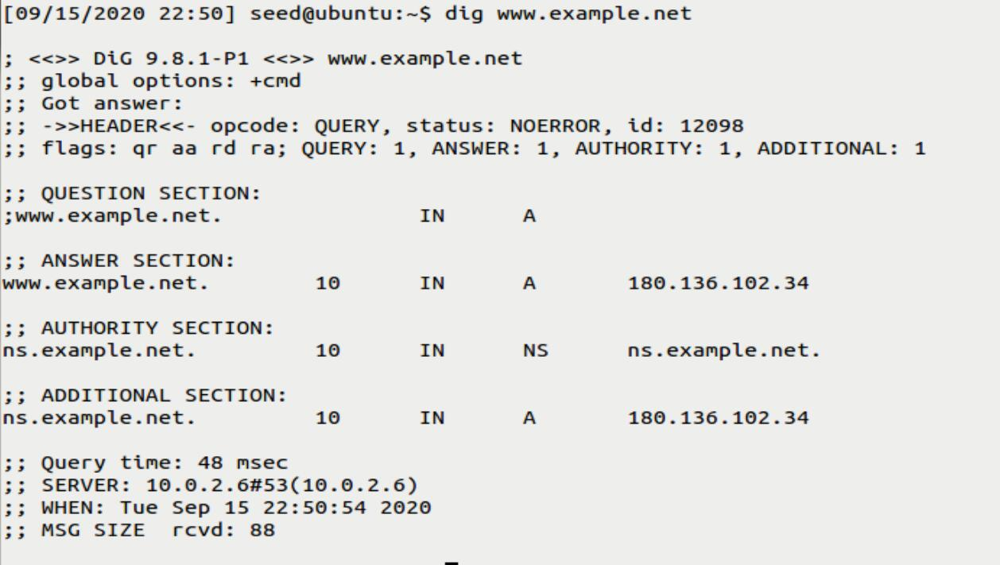 [09/15/2020 22:50] seed@ubuntu:~$ dig www.example.net
; <<>> DiG 9.8.1-P1 <<>> www.example.net
;; global options: +cmd
;; Got answer:
;; ->>HEADER<<- opcode: QUERY, status: NOERROR, id: 12098
;; flags: qr aa rd ra; QUERY: 1, ANSWER: 1, AUTHORITY: 1, ADDITIONAL: 1
;; QUESTION SECTION:
;www.example.net. IN A
;; ANSWER SECTION:
www.example.net. 10 IN A 180.136.102.34
;; AUTHORITY SECTION:
ns.example.net. 10 IN NS ns.example.net.
;; ADDITIONAL SECTION:
ns.example.net. 10 IN A 180.136.102.34
;; Query time: 48 msec
;; SERVER: 10.0.2.6#53(10.0.2.6)
;; WHEN: Tue Sep 15 22:50:54 2020
;; MSG SIZE rcvd: 88